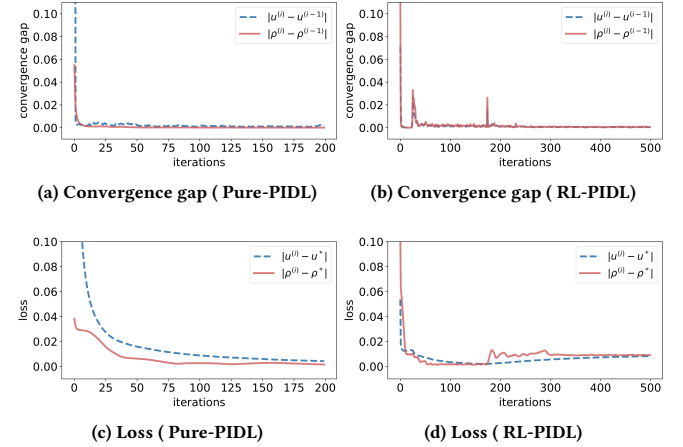 0.10
0.08
0.06
0.04
0.02
0.00
convergence gap
0 25 50 75 100 125 150 175 200
iterations
|u^(i) − u^(i−1)|
|ρ^(i) − ρ^(i−1)|
(a) Convergence gap ( Pure-PIDL)
0.10
0.08
0.06
0.04
0.02
0.00
convergence gap
0 100 200 300 400 500
iterations
|u^(i) − u^(i−1)|
|ρ^(i) − ρ^(i−1)|
(b) Convergence gap ( RL-PIDL)
0.10
0.08
0.06
0.04
0.02
0.00
loss
0 25 50 75 100 125 150 175 200
iterations
|u^(i) − u^*|
|ρ^(i) − ρ^*|
(c) Loss ( Pure-PIDL)
0.10
0.08
0.06
0.04
0.02
0.00
loss
0 100 200 300 400 500
iterations
|u^(i) − u^*|
|ρ^(i) − ρ^*|
(d) Loss ( RL-PIDL)